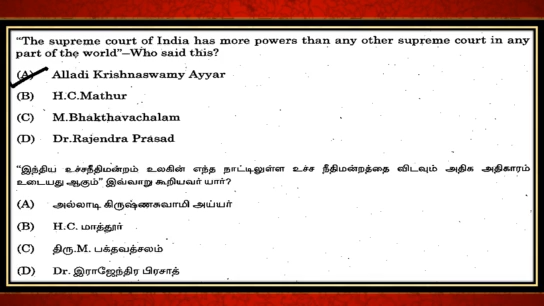 "The supreme court of India has more powers than any other supreme court in any
part of the world"–Who said this?
(A) Alladi Krishnaswamy Ayyar
(B) H.C.Mathur
(C) M.Bhakthavachalam
(D) Dr.Rajendra Prasad
"இந்திய உச்சநீதிமன்றம் உலகின் எந்த நாட்டிலுள்ள உச்ச நீதிமன்றத்தை விடவும் அதிக அதிகாரம்
உடையது ஆகும்" இவ்வாறு கூறியவர் யார்?
(A) அல்லாடி கிருஷ்ணசுவாமி அய்யர்
(B) H.C. மாத்தூர்
(C) திரு.M. பக்தவத்சலம்
(D) Dr. இராஜேந்திர பிரசாத்